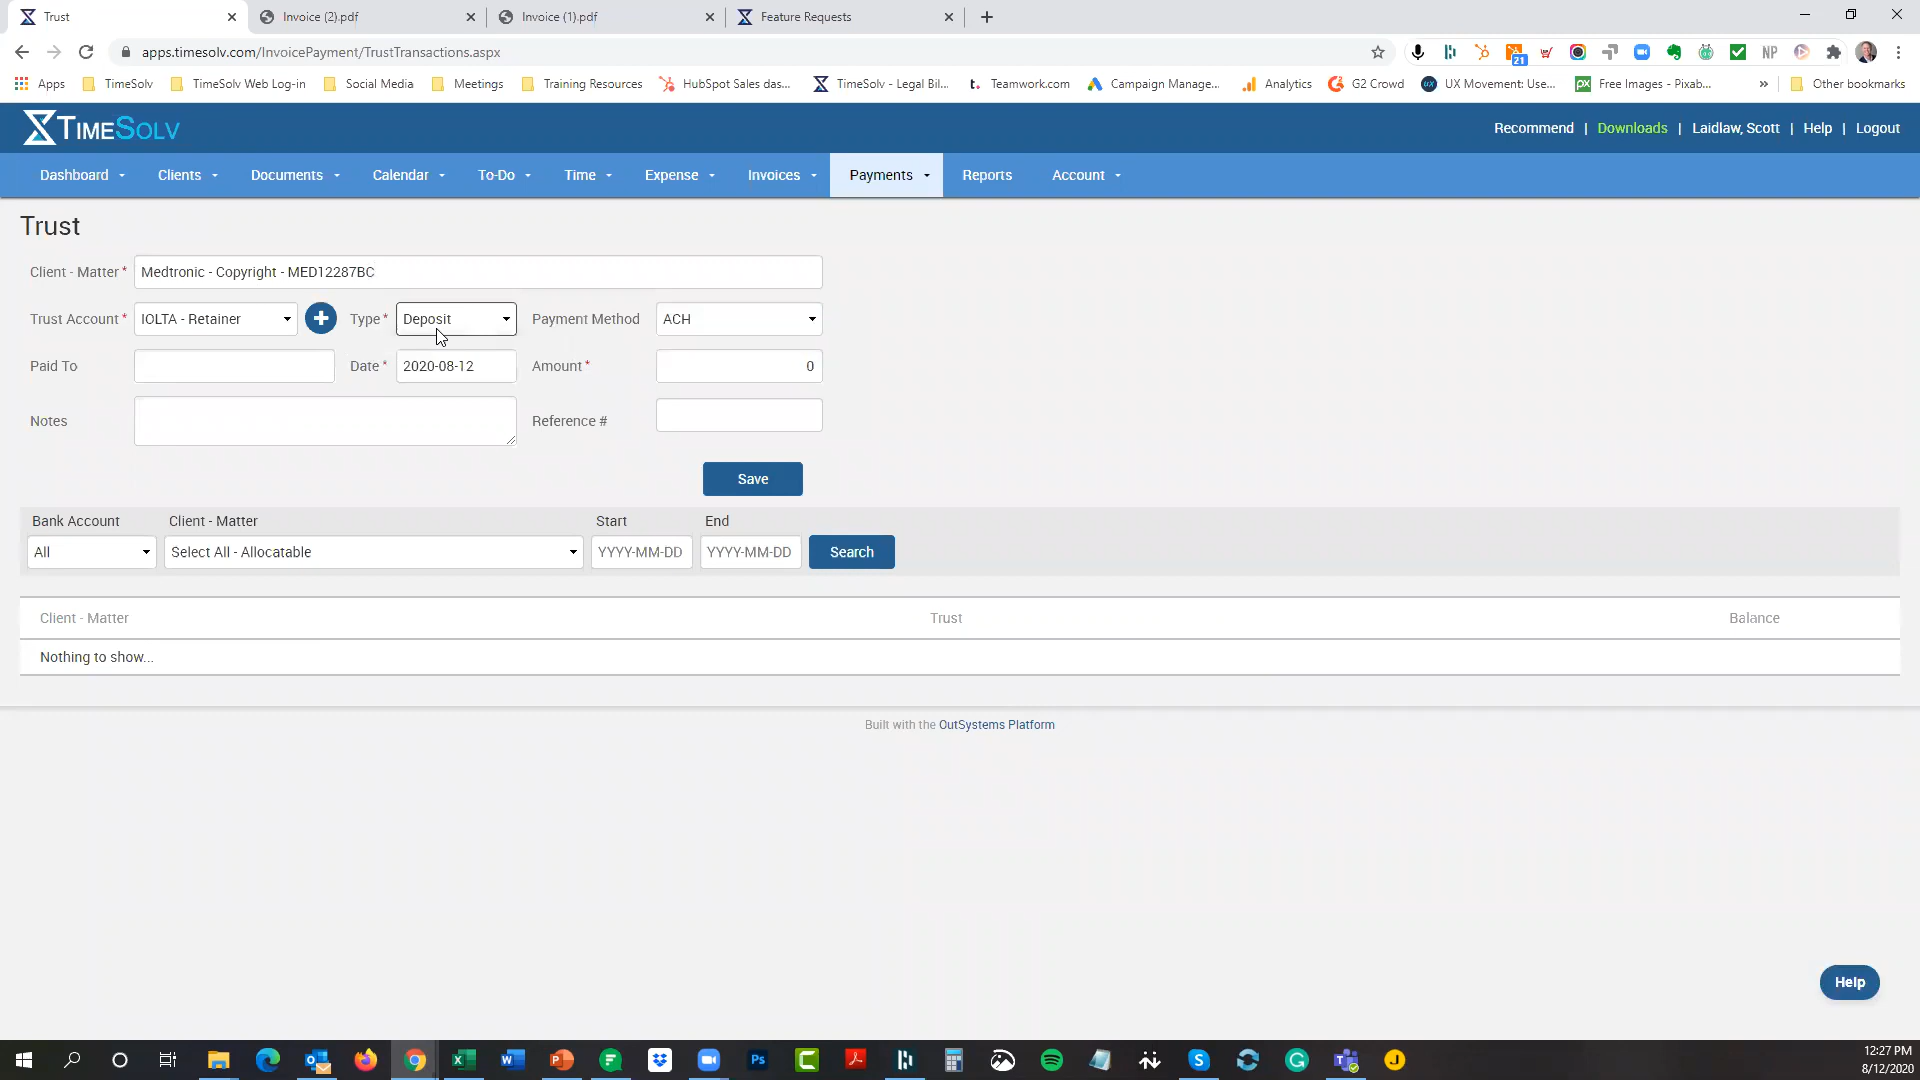 Trust
Invoice (2).pdf
Invoice (1).pdf
Feature Requests
apps.timesolv.com/InvoicePayment/TrustTransactions.aspx
21
NP
Apps
TimeSolv
TimeSolv Web Log-in
Social Media
Meetings
Training Resources
HubSpot Sales das...
TimeSolv - Legal Bil...
Teamwork.com
Campaign Manage...
Analytics
G2 Crowd
UX Movement: Use...
Free Images - Pixab...
Other bookmarks
TIMESOLV
Recommend | Downloads | Laidlaw, Scott | Help | Logout
Dashboard
Clients
Documents
Calendar
To-Do
Time
Expense
Invoices
Payments
Reports
Account
Trust
Client - Matter * Medtronic - Copyright - MED12287BC
Trust Account * IOLTA - Retainer Type * Deposit Payment Method ACH
Paid To Date * 2020-08-12 Amount * 0
Notes Reference #
Save
Bank Account Client - Matter Start End
All Select All - Allocatable YYYY-MM-DD YYYY-MM-DD Search
Client - Matter Trust Balance
Nothing to show...
Built with the OutSystems Platform
Help
12:27 PM
8/12/2020